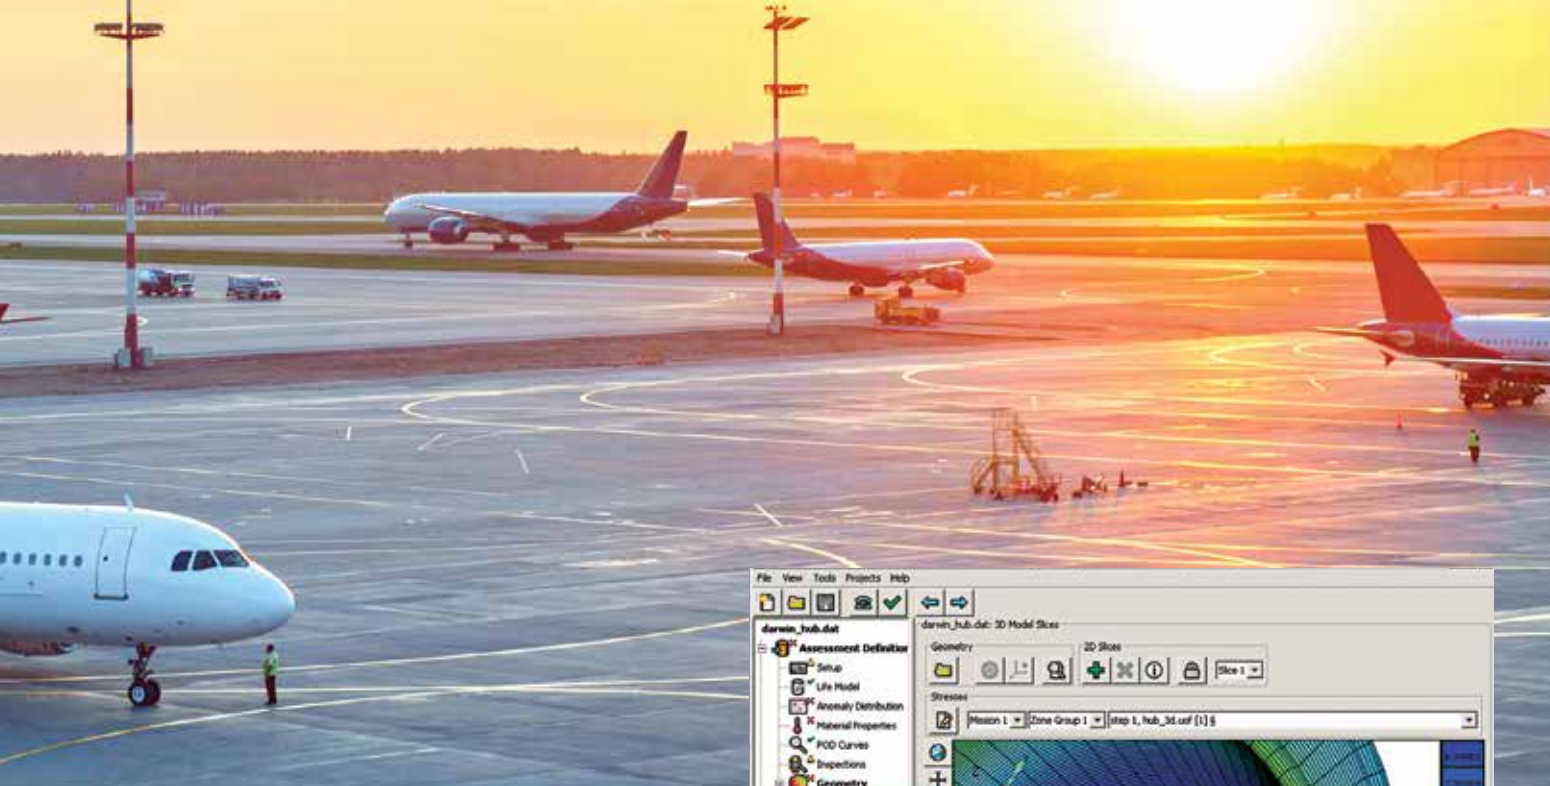 File View Tools Projects Help
darwin_hub.dat
Assessment Definition
Setup
Life Model
Anomaly Distribution
Material Properties
POD Curves
Inspections
Geometry
darwin_hub.dat: 3D Model Slices
Geometry
2D Slices
Slice 1
Stresses
Mission 1 Zone Group 1 step 1, hub_3d.uof [1] §